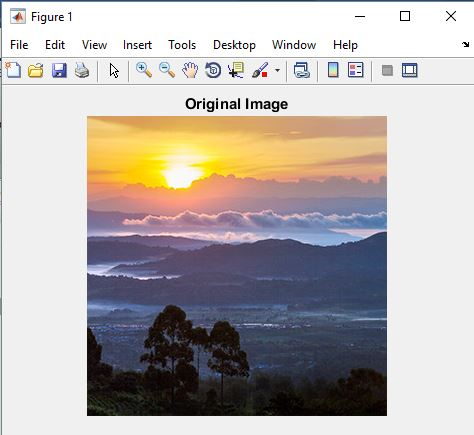 Figure 1
File Edit View Insert Tools Desktop Window Help
Original Image